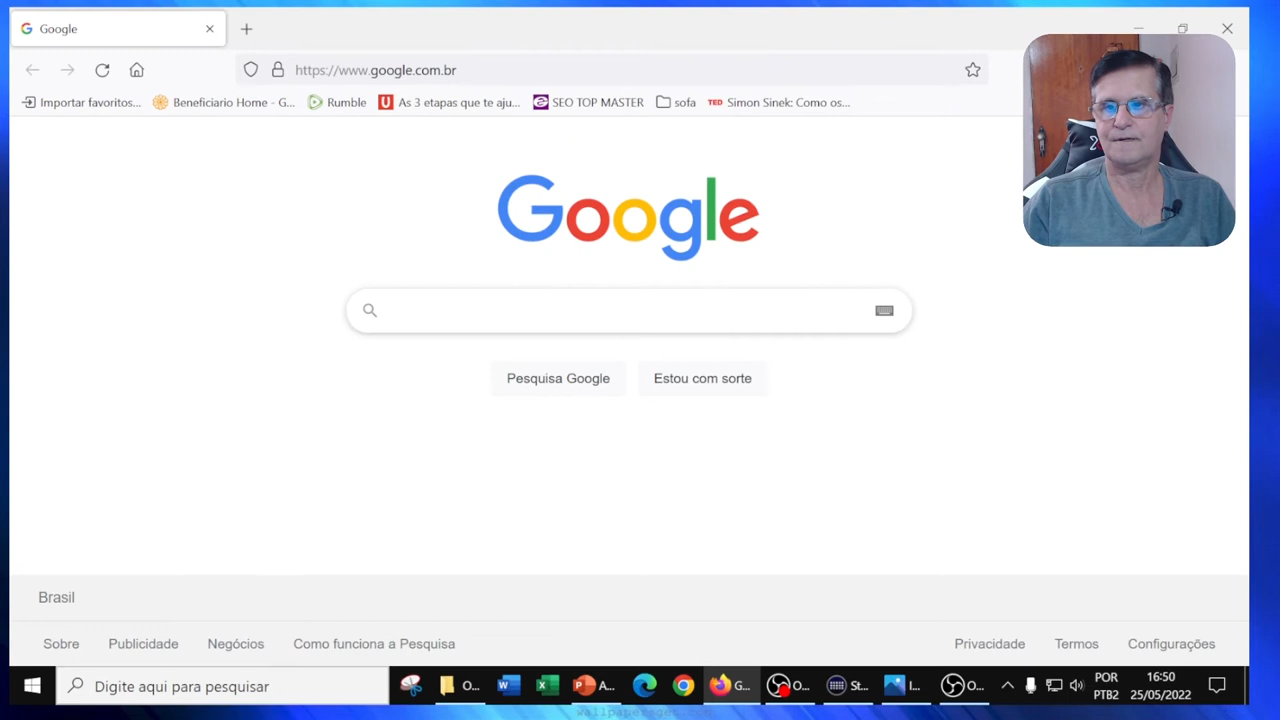 Google
https://www.google.com.br
Importar favoritos...
Beneficiario Home - G...
Rumble
As 3 etapas que te aju...
SEO TOP MASTER
sofa
TED Simon Sinek: Como os...
Google
Pesquisa Google
Estou com sorte
Brasil
Sobre
Publicidade
Negócios
Como funciona a Pesquisa
Privacidade
Termos
Configurações
Digite aqui para pesquisar
O...
A...
G...
O...
St...
I...
O...
POR
PTB2
16:50
25/05/2022